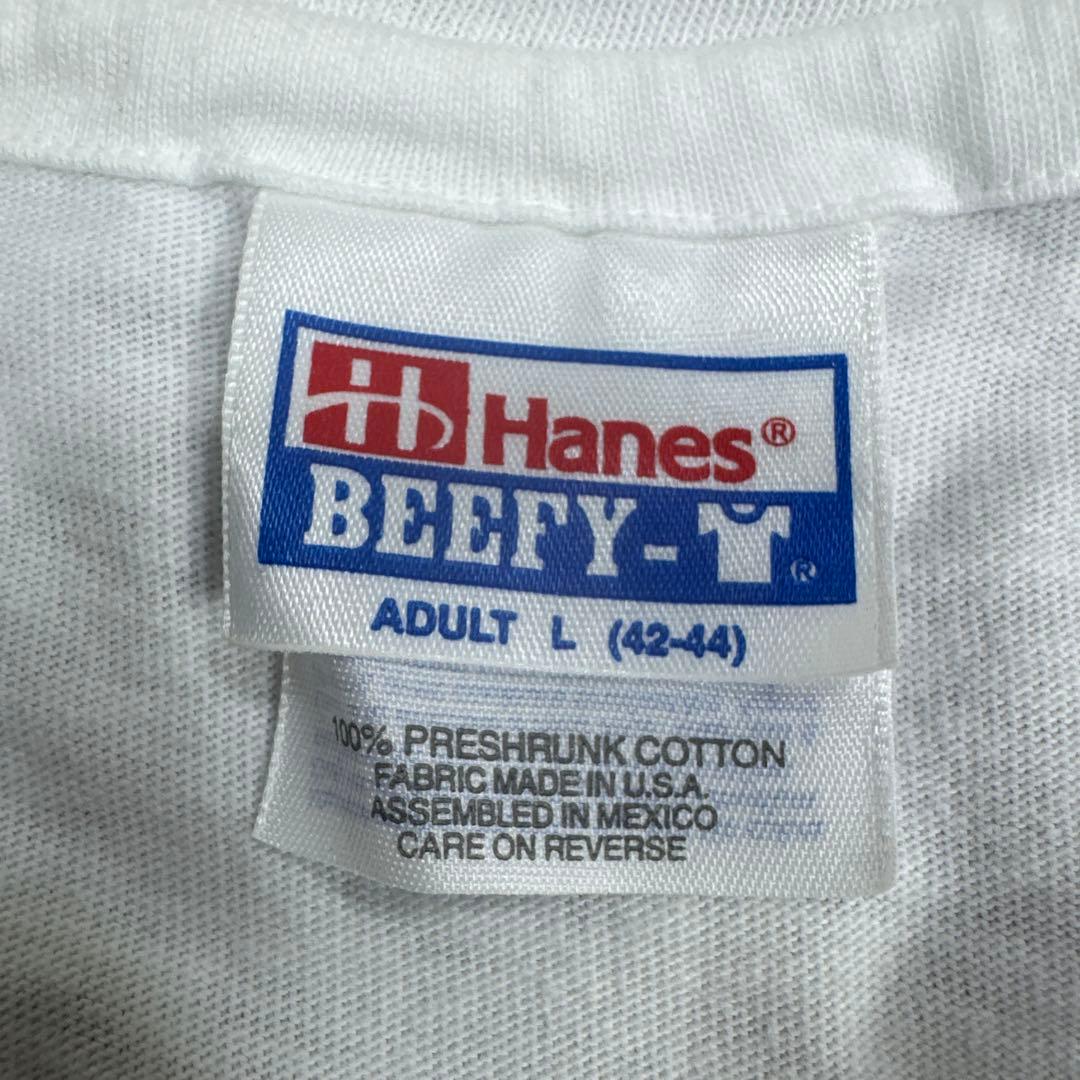 Hanes®
BEEFY-T®
ADULT L (42-44)
100% PRESHRUNK COTTON
FABRIC MADE IN U.S.A.
ASSEMBLED IN MEXICO
CARE ON REVERSE